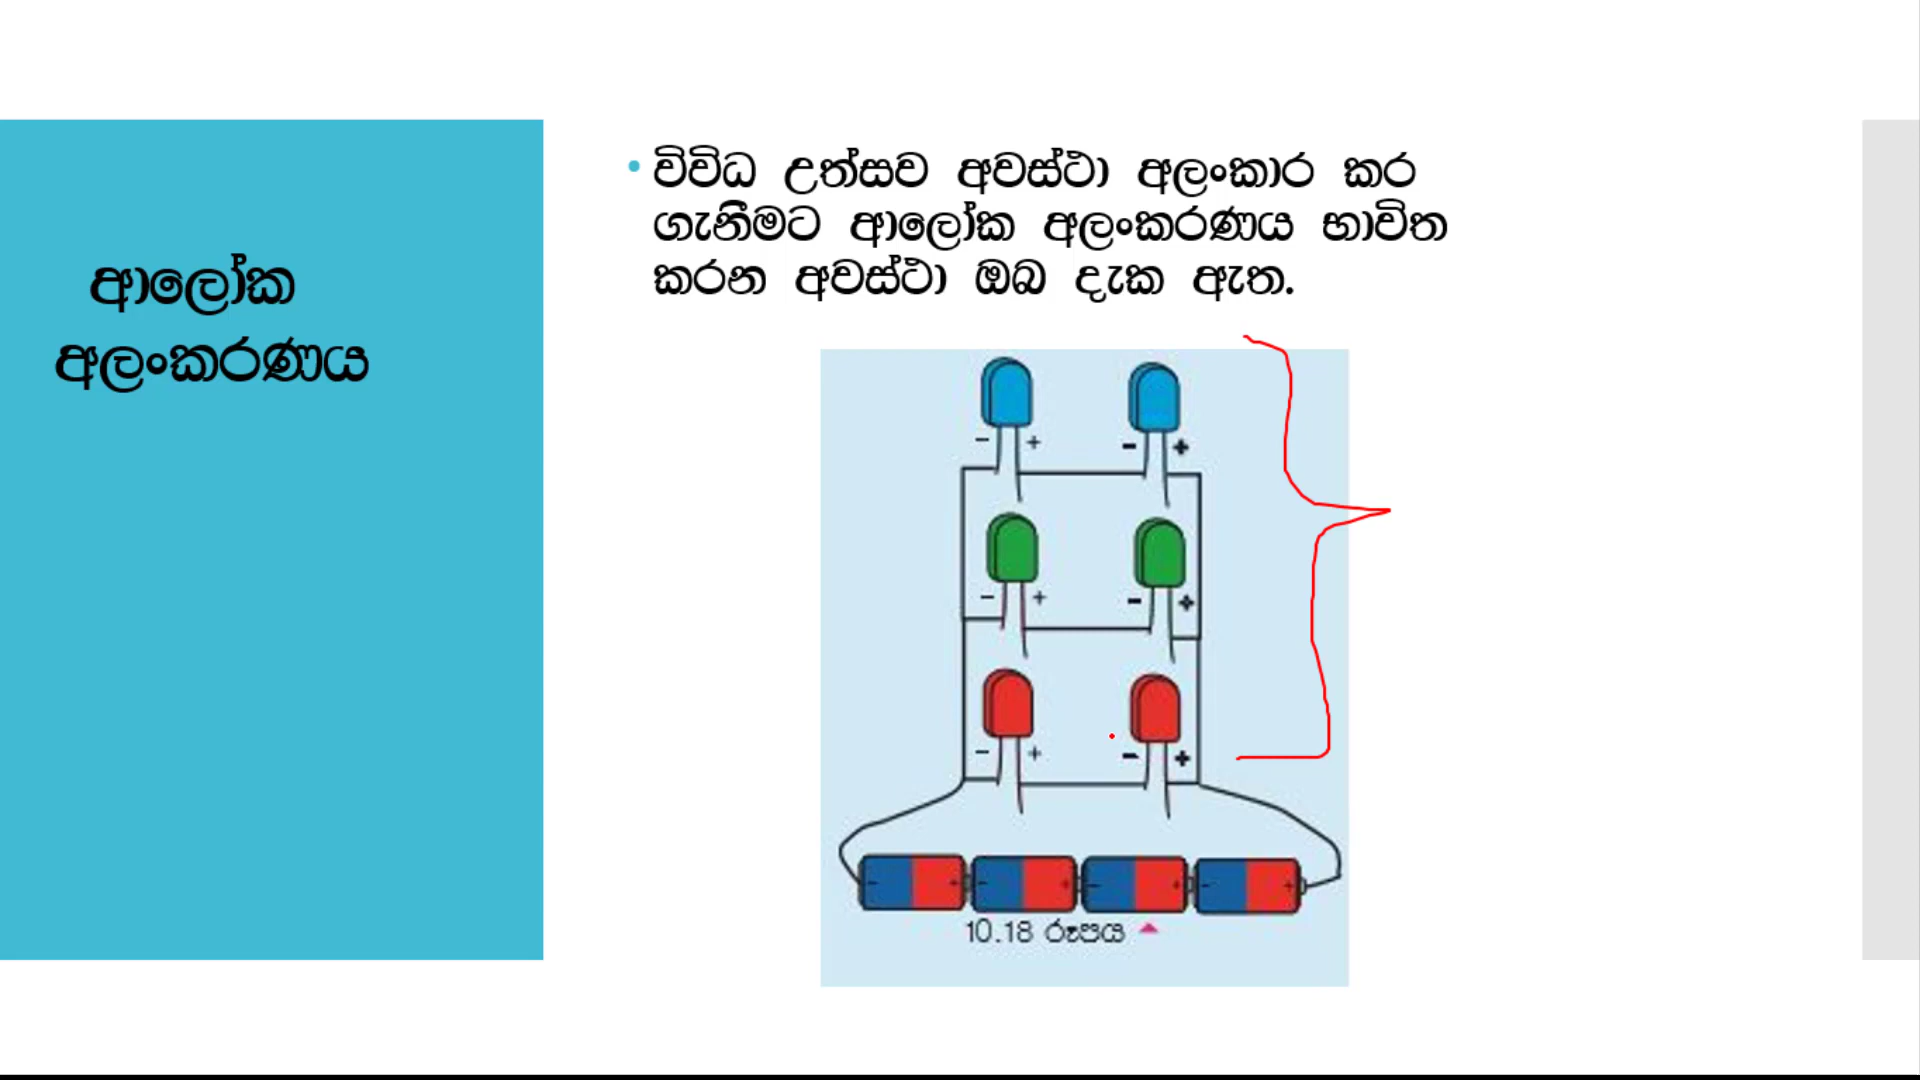 ආලෝක
අලංකරණය
• විවිධ උත්සව අවස්ථා අලංකාර කර
ගැනීමට ආලෝක අලංකරණය භාවිත
කරන අවස්ථා ඔබ දැක ඇත.
- + - +
- + - +
- + - +
- + - + - + - +
10.18 රූපය